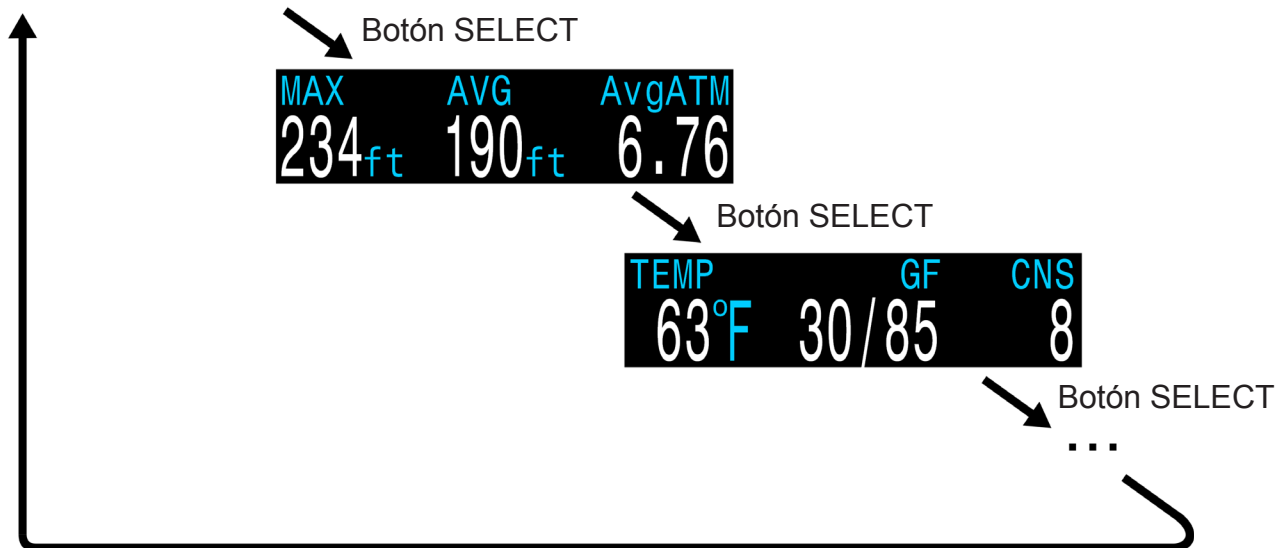 Botón SELECT
MAX AVG AvgATM
234ft 190ft 6.76
Botón SELECT
TEMP GF CNS
63°F 30/85 8
Botón SELECT
...